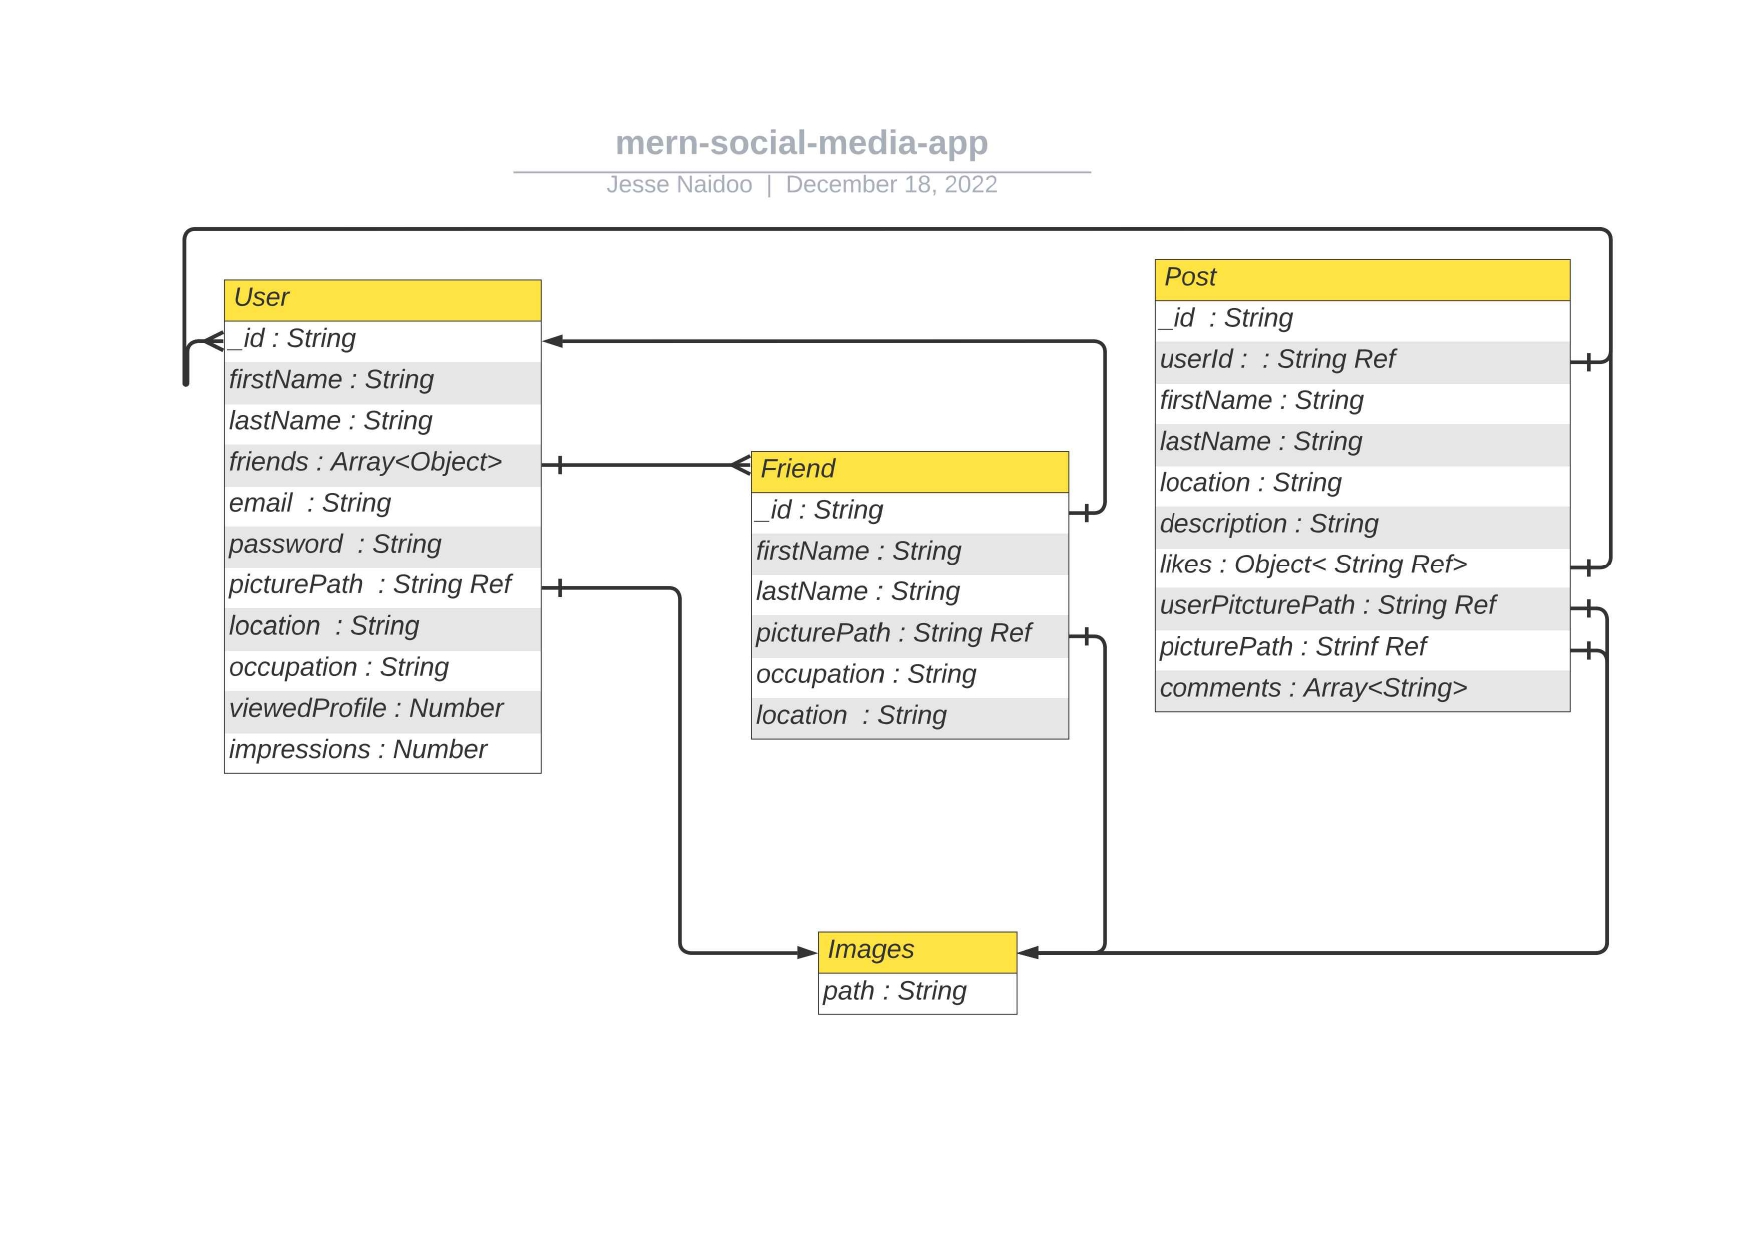 mern-social-media-app
Jesse Naidoo | December 18, 2022
User
_id : String
firstName : String
lastName : String
friends : Array<Object>
email : String
password : String
picturePath : String Ref
location : String
occupation : String
viewedProfile : Number
impressions : Number
Friend
_id : String
firstName : String
lastName : String
picturePath : String Ref
occupation : String
location : String
Post
_id : String
userId : : String Ref
firstName : String
lastName : String
location : String
description : String
likes : Object< String Ref>
userPitcturePath : String Ref
picturePath : Strinf Ref
comments : Array<String>
Images
path : String